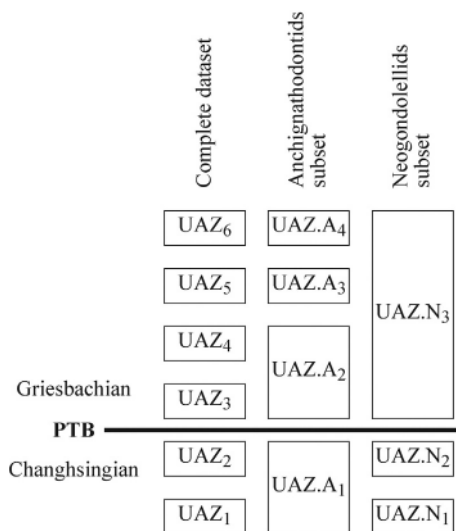 Complete dataset
Anchignathodontids
subset
Neogondolellids
subset
UAZ₆ UAZ.A₄
UAZ₅ UAZ.A₃
UAZ.N₃
UAZ₄
UAZ.A₂
Griesbachian UAZ₃
PTB
Changhsingian UAZ₂ UAZ.N₂
UAZ.A₁
UAZ₁ UAZ.N₁